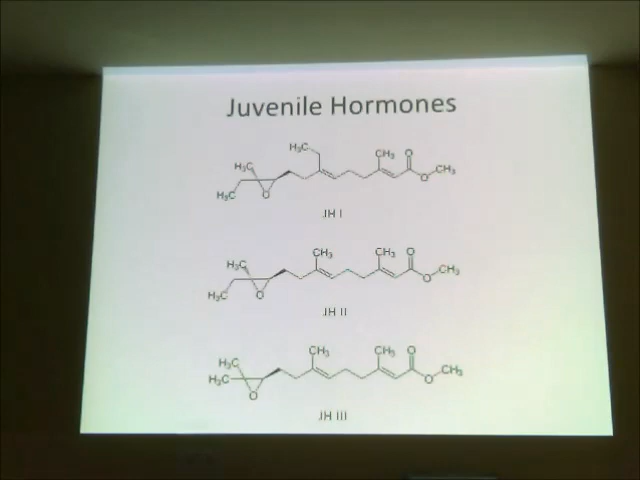 Juvenile Hormones
H₃C
CH₃
O
H₃C
CH₃
O
H₃C
O
JH I
CH₃
CH₃
O
H₃C
CH₃
O
H₃C
O
JH II
CH₃
CH₃
O
H₃C
CH₃
H₃C
O
O
JH III